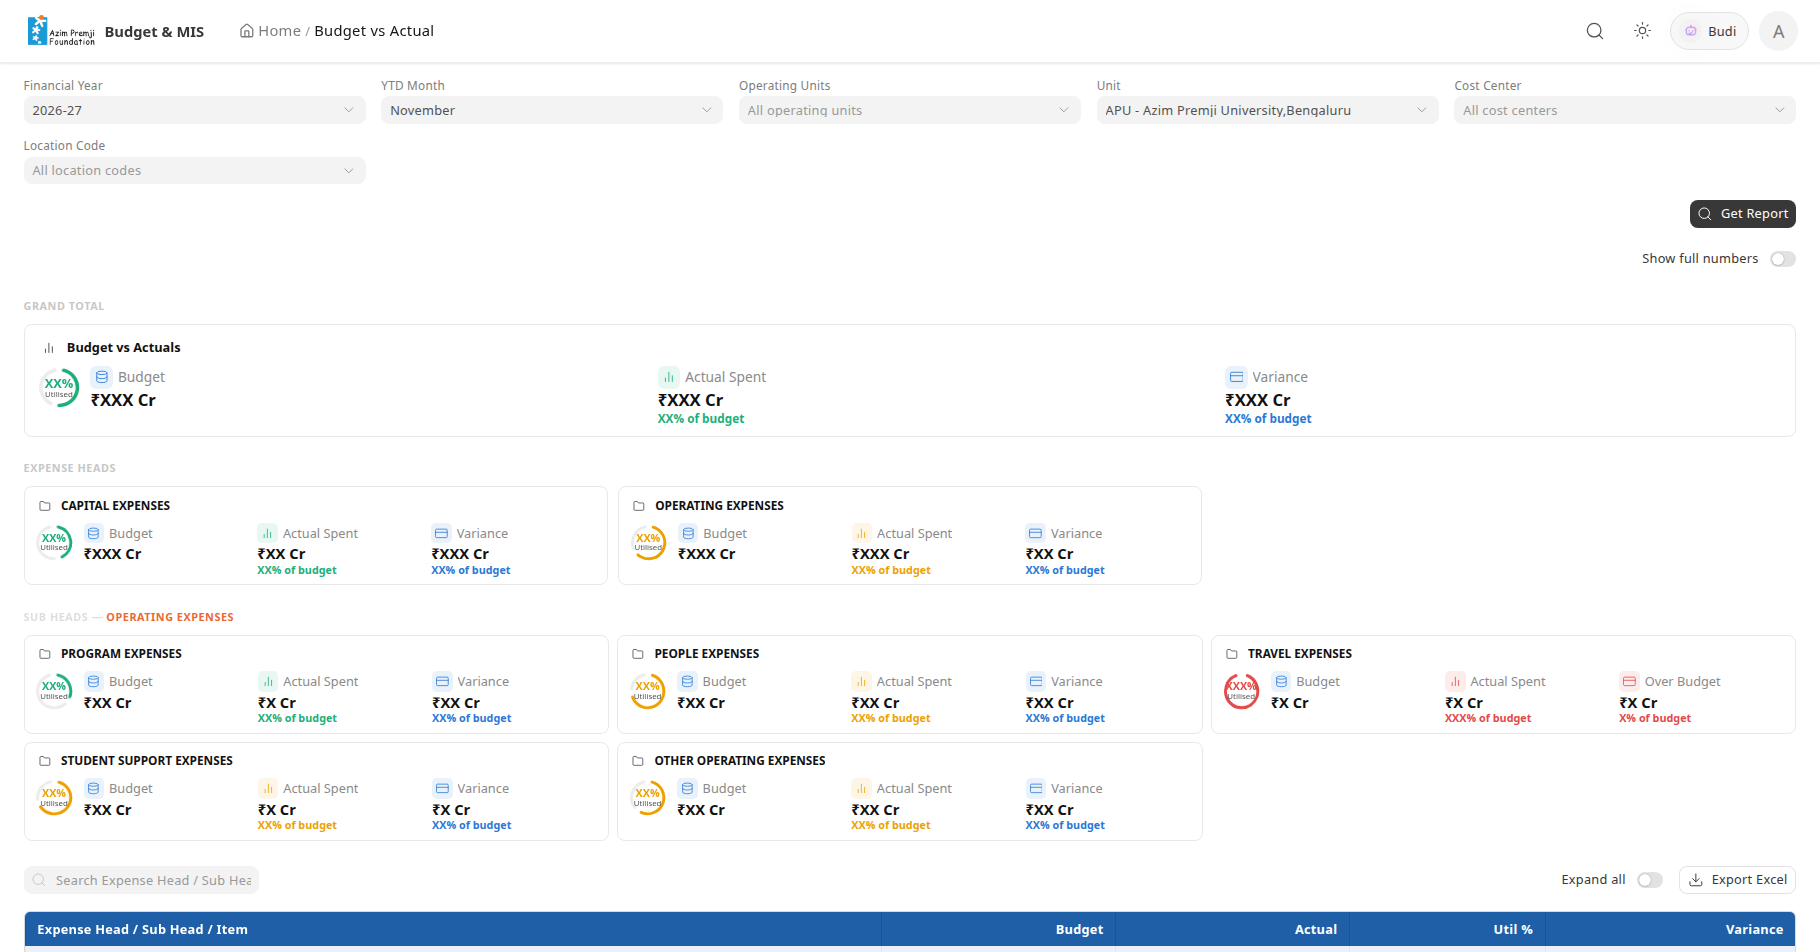 Azim Premji
Foundation
Budget & MIS
Home / Budget vs Actual
Budi
A
Financial Year
YTD Month
Operating Units
Unit
Cost Center
2026-27
November
All operating units
APU - Azim Premji University,Bengaluru
All cost centers
Location Code
All location codes
Get Report
Show full numbers
GRAND TOTAL
Budget vs Actuals
XX%
Utilised
Budget
₹XXX Cr
Actual Spent
₹XXX Cr
XX% of budget
Variance
₹XXX Cr
XX% of budget
EXPENSE HEADS
CAPITAL EXPENSES
XX%
Utilised
Budget
₹XXX Cr
Actual Spent
₹XX Cr
XX% of budget
Variance
₹XXX Cr
XX% of budget
OPERATING EXPENSES
XX%
Utilised
Budget
₹XXX Cr
Actual Spent
₹XXX Cr
XX% of budget
Variance
₹XX Cr
XX% of budget
SUB HEADS — OPERATING EXPENSES
PROGRAM EXPENSES
XX%
Utilised
Budget
₹XX Cr
Actual Spent
₹X Cr
XX% of budget
Variance
₹XX Cr
XX% of budget
PEOPLE EXPENSES
XX%
Utilised
Budget
₹XX Cr
Actual Spent
₹XX Cr
XX% of budget
Variance
₹XX Cr
XX% of budget
TRAVEL EXPENSES
XXX%
Utilised
Budget
₹X Cr
Actual Spent
₹X Cr
XXX% of budget
Over Budget
₹X Cr
X% of budget
STUDENT SUPPORT EXPENSES
XX%
Utilised
Budget
₹XX Cr
Actual Spent
₹X Cr
XX% of budget
Variance
₹X Cr
XX% of budget
OTHER OPERATING EXPENSES
XX%
Utilised
Budget
₹XX Cr
Actual Spent
₹XX Cr
XX% of budget
Variance
₹XX Cr
XX% of budget
Search Expense Head / Sub Hea
Expand all
Export Excel
Expense Head / Sub Head / Item
Budget
Actual
Util %
Variance